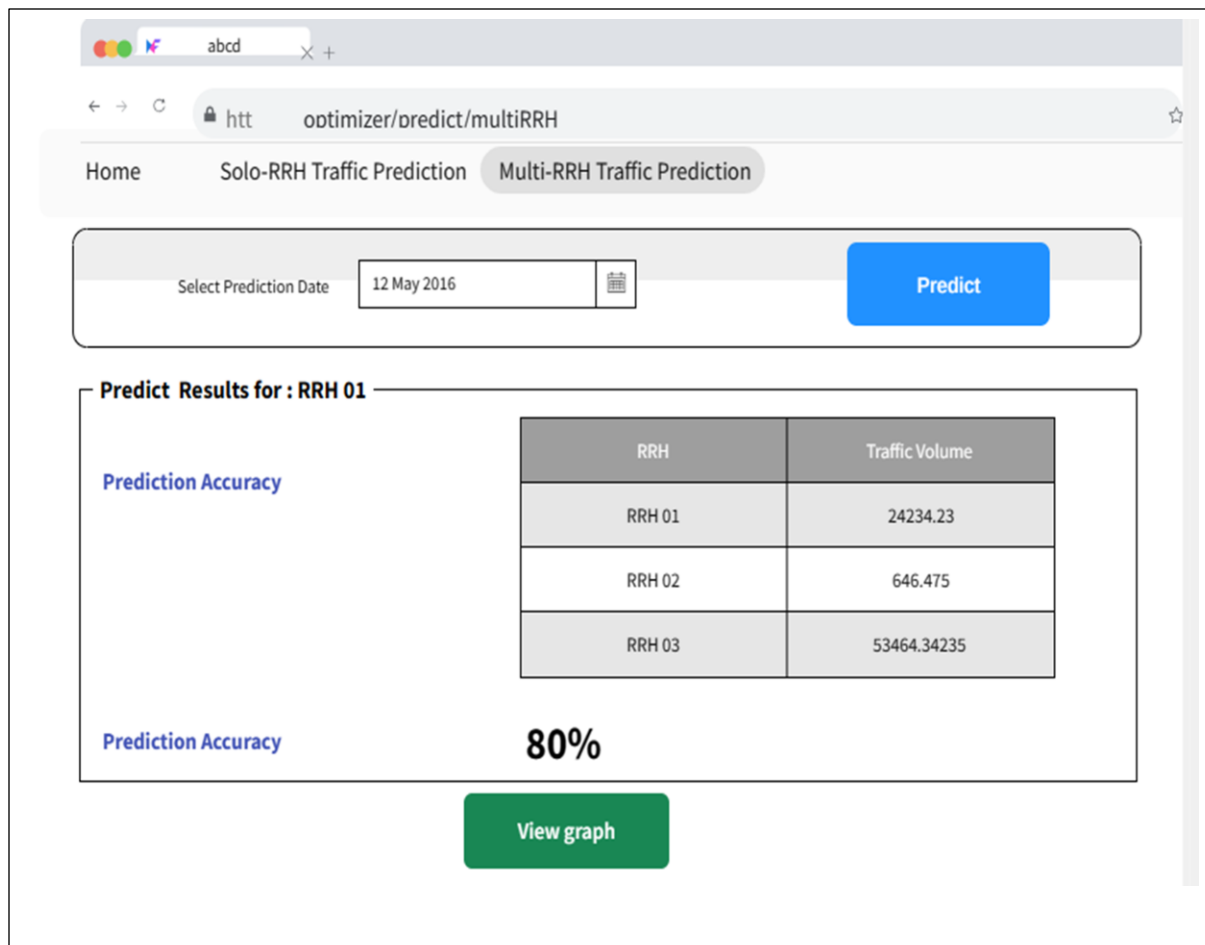 abcd
htt optimizer/predict/multiRRH
Home Solo-RRH Traffic Prediction Multi-RRH Traffic Prediction
Select Prediction Date 12 May 2016 Predict
Predict Results for : RRH 01
RRH Traffic Volume
Prediction Accuracy
RRH 01 24234.23
RRH 02 646.475
RRH 03 53464.34235
Prediction Accuracy 80%
View graph